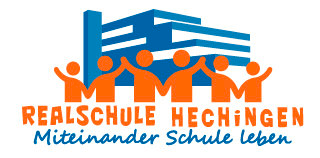 REALSCHULE HECHiNGEN
Miteinander Schule leben